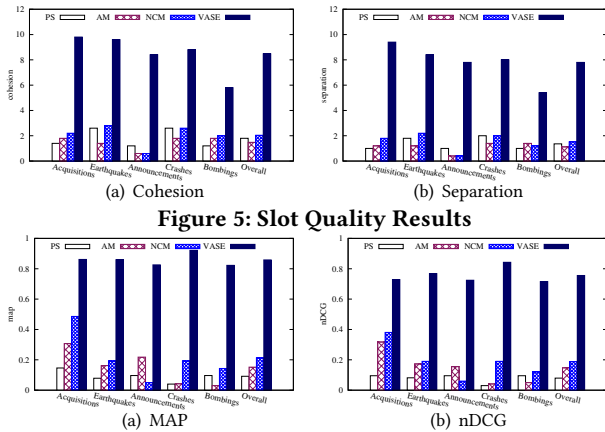 PS AM NCM VASE
12
10
8
6
4
2
0
cohesion
Acquisitions Earthquakes Announcements Crashes Bombings Overall
(a) Cohesion
PS AM NCM VASE
12
10
8
6
4
2
0
separation
Acquisitions Earthquakes Announcements Crashes Bombings Overall
(b) Separation
Figure 5: Slot Quality Results
PS AM NCM VASE
1
0.8
0.6
0.4
0.2
0
map
Acquisitions Earthquakes Announcements Crashes Bombings Overall
(a) MAP
PS AM NCM VASE
1
0.8
0.6
0.4
0.2
0
nDCG
Acquisitions Earthquakes Announcements Crashes Bombings Overall
(b) nDCG